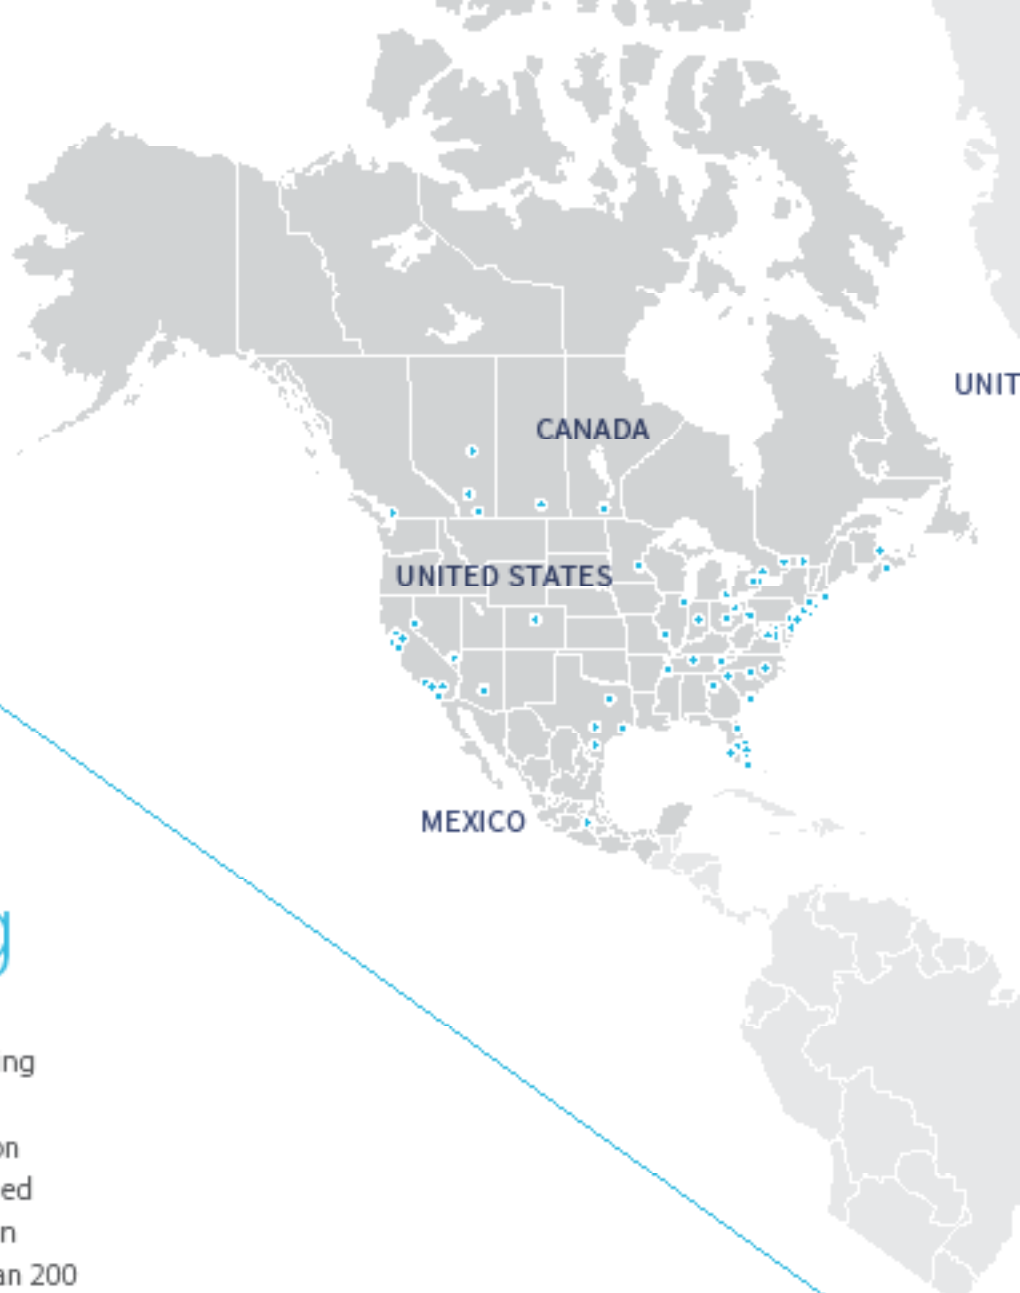 UNIT
CANADA
UNITED STATES
MEXICO
g
ng
on
ed
n
an 200